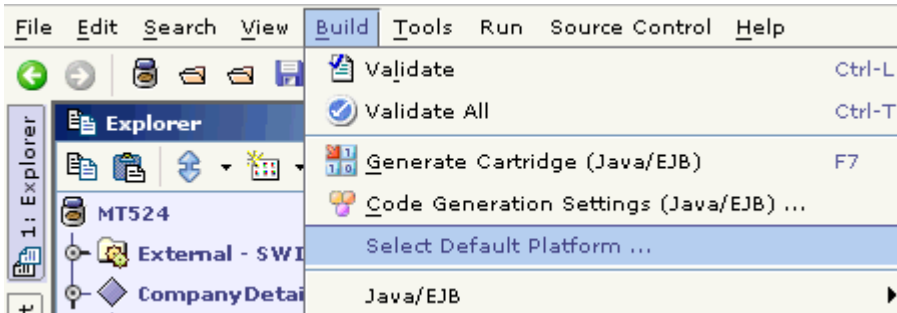 File Edit Search View Build Tools Run Source Control Help
Validate Ctrl-L
Validate All Ctrl-T
Explorer
1: Explorer
Generate Cartridge (Java/EJB) F7
MT524
Code Generation Settings (Java/EJB) ...
External - SWI
Select Default Platform ...
CompanyDetai
Java/EJB